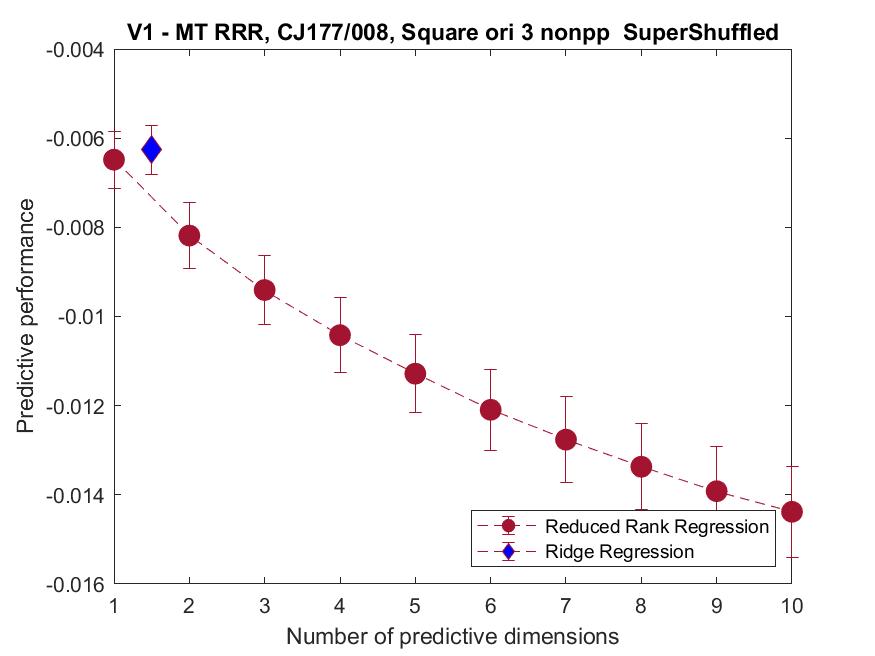 V1 - MT RRR, CJ177/008, Square ori 3 nonpp  SuperShuffled
-0.004
-0.006
-0.008
-0.01
-0.012
-0.014
-0.016
Predictive performance
Reduced Rank Regression
Ridge Regression
1 2 3 4 5 6 7 8 9 10
Number of predictive dimensions